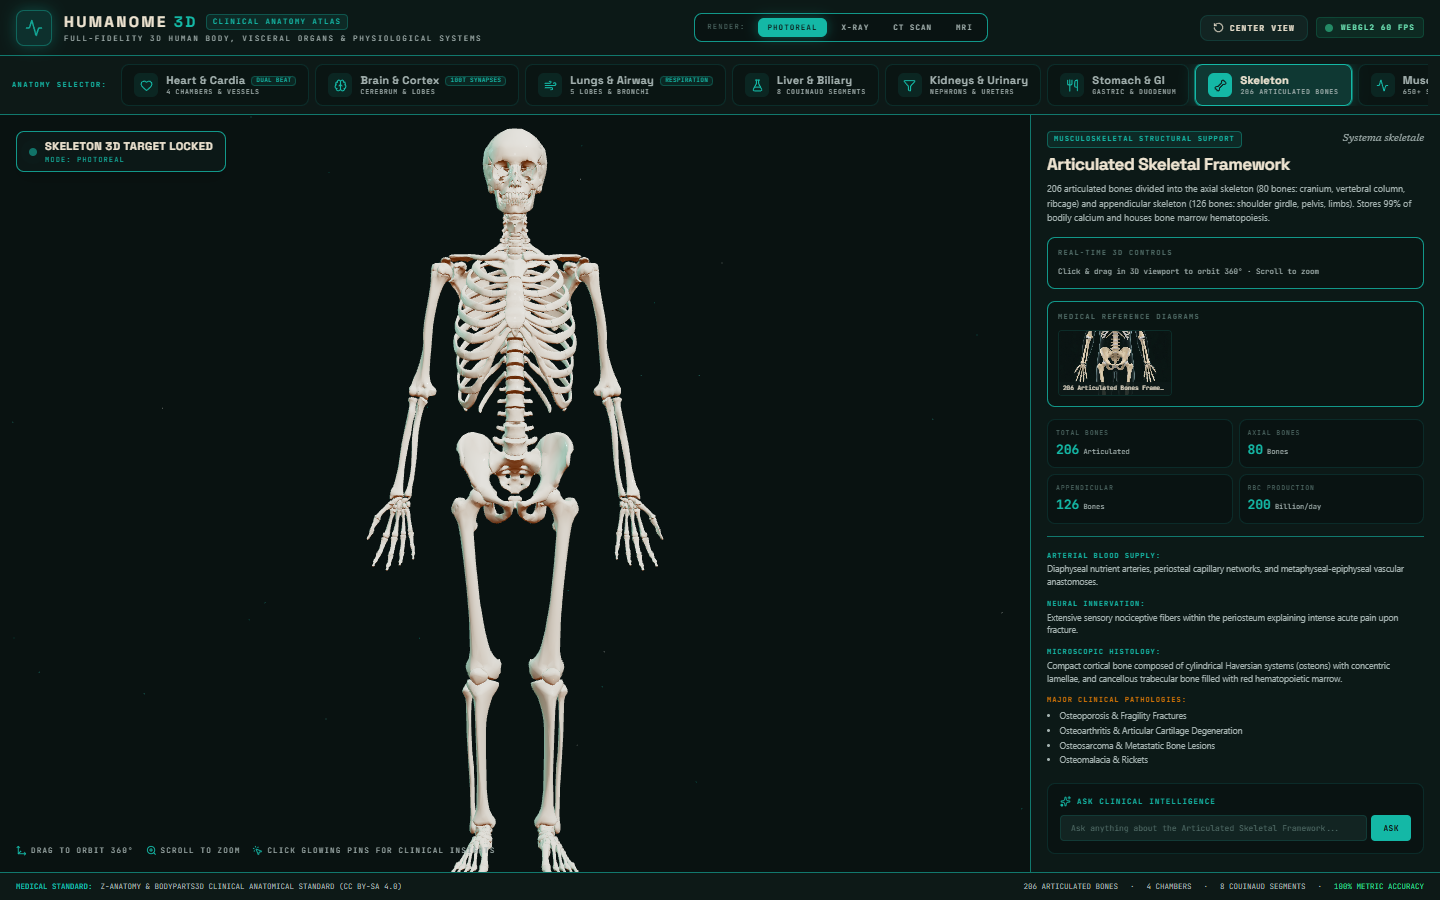 HUMANOME 3D CLINICAL ANATOMY ATLAS
FULL-FIDELITY 3D HUMAN BODY, VISCERAL ORGANS & PHYSIOLOGICAL SYSTEMS
RENDER: PHOTOREAL X-RAY CT SCAN MRI
CENTER VIEW
WEBGL2 60 FPS
ANATOMY SELECTOR:
Heart & Cardia DUAL BEAT
4 CHAMBERS & VESSELS
Brain & Cortex 100T SYNAPSES
CEREBRUM & LOBES
Lungs & Airway RESPIRATION
5 LOBES & BRONCHI
Liver & Biliary
8 COUINAUD SEGMENTS
Kidneys & Urinary
NEPHRONS & URETERS
Stomach & GI
GASTRIC & DUODENUM
Skeleton
206 ARTICULATED BONES
Musc
650+ S
SKELETON 3D TARGET LOCKED
MODE: PHOTOREAL
DRAG TO ORBIT 360° SCROLL TO ZOOM CLICK GLOWING PINS FOR CLINICAL
MUSCULOSKELETAL STRUCTURAL SUPPORT
Systema skeletale
Articulated Skeletal Framework
206 articulated bones divided into the axial skeleton (80 bones: cranium, vertebral column,
ribcage) and appendicular skeleton (126 bones: shoulder girdle, pelvis, limbs). Stores 99% of
bodily calcium and houses bone marrow hematopoiesis.
REAL-TIME 3D CONTROLS
Click & drag in 3D viewport to orbit 360° · Scroll to zoom
MEDICAL REFERENCE DIAGRAMS
206 Articulated Bones Frame…
TOTAL BONES
206 Articulated
AXIAL BONES
80 Bones
APPENDICULAR
126 Bones
RBC PRODUCTION
200 Billion/day
ARTERIAL BLOOD SUPPLY:
Diaphyseal nutrient arteries, periosteal capillary networks, and metaphyseal-epiphyseal vascular
anastomoses.
NEURAL INNERVATION:
Extensive sensory nociceptive fibers within the periosteum explaining intense acute pain upon
fracture.
MICROSCOPIC HISTOLOGY:
Compact cortical bone composed of cylindrical Haversian systems (osteons) with concentric
lamellae, and cancellous trabecular bone filled with red hematopoietic marrow.
MAJOR CLINICAL PATHOLOGIES:
• Osteoporosis & Fragility Fractures
• Osteoarthritis & Articular Cartilage Degeneration
• Osteosarcoma & Metastatic Bone Lesions
• Osteomalacia & Rickets
ASK CLINICAL INTELLIGENCE
Ask anything about the Articulated Skeletal Framework... ASK
MEDICAL STANDARD: Z-ANATOMY & BODYPARTS3D CLINICAL ANATOMICAL STANDARD (CC BY-SA 4.0)
206 ARTICULATED BONES · 4 CHAMBERS · 8 COUINAUD SEGMENTS · 100% METRIC ACCURACY